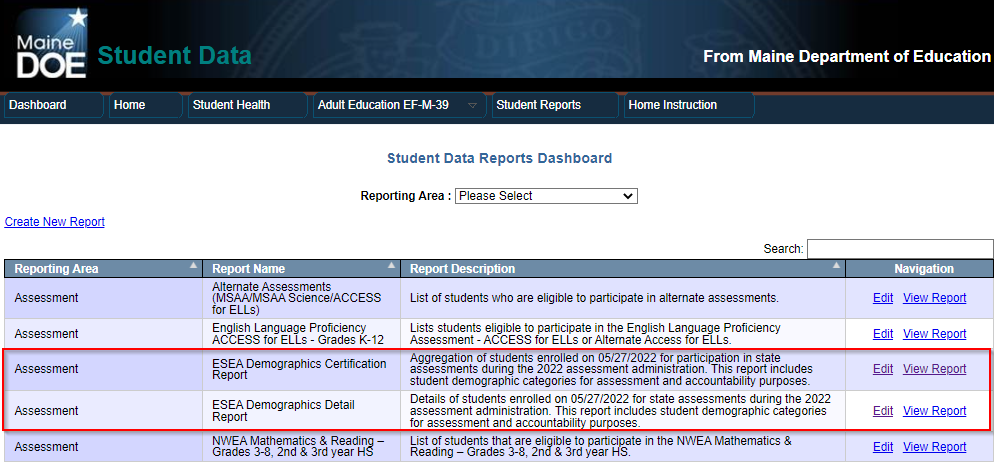 Maine
DOE
Student Data
From Maine Department of Education
Dashboard
Home
Student Health
Adult Education EF-M-39
Student Reports
Home Instruction
Student Data Reports Dashboard
Reporting Area : Please Select
Create New Report
Search:
Reporting Area
Report Name
Report Description
Navigation
Assessment
Alternate Assessments
(MSAA/MSAA Science/ACCESS
for ELLs)
List of students who are eligible to participate in alternate assessments.
Edit View Report
Assessment
English Language Proficiency
ACCESS for ELLs - Grades K-12
Lists students eligible to participate in the English Language Proficiency
Assessment - ACCESS for ELLs or Alternate Access for ELLs.
Edit View Report
Assessment
ESEA Demographics Certification
Report
Aggregation of students enrolled on 05/27/2022 for participation in state
assessments during the 2022 assessment administration. This report includes
student demographic categories for assessment and accountability purposes.
Edit View Report
Assessment
ESEA Demographics Detail
Report
Details of students enrolled on 05/27/2022 for state assessments during the 2022
assessment administration. This report includes student demographic categories
for assessment and accountability purposes.
Edit View Report
Assessment
NWEA Mathematics & Reading –
Grades 3-8, 2nd & 3rd year HS
List of students that are eligible to participate in the NWEA Mathematics &
Reading – Grades 3-8, 2nd & 3rd year HS.
Edit View Report